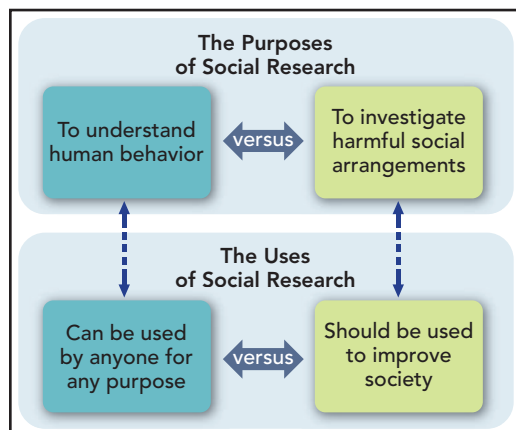 The Purposes
of Social Research
To understand
human behavior
versus
To investigate
harmful social
arrangements
The Uses
of Social Research
Can be used
by anyone for
any purpose
versus
Should be used
to improve
society